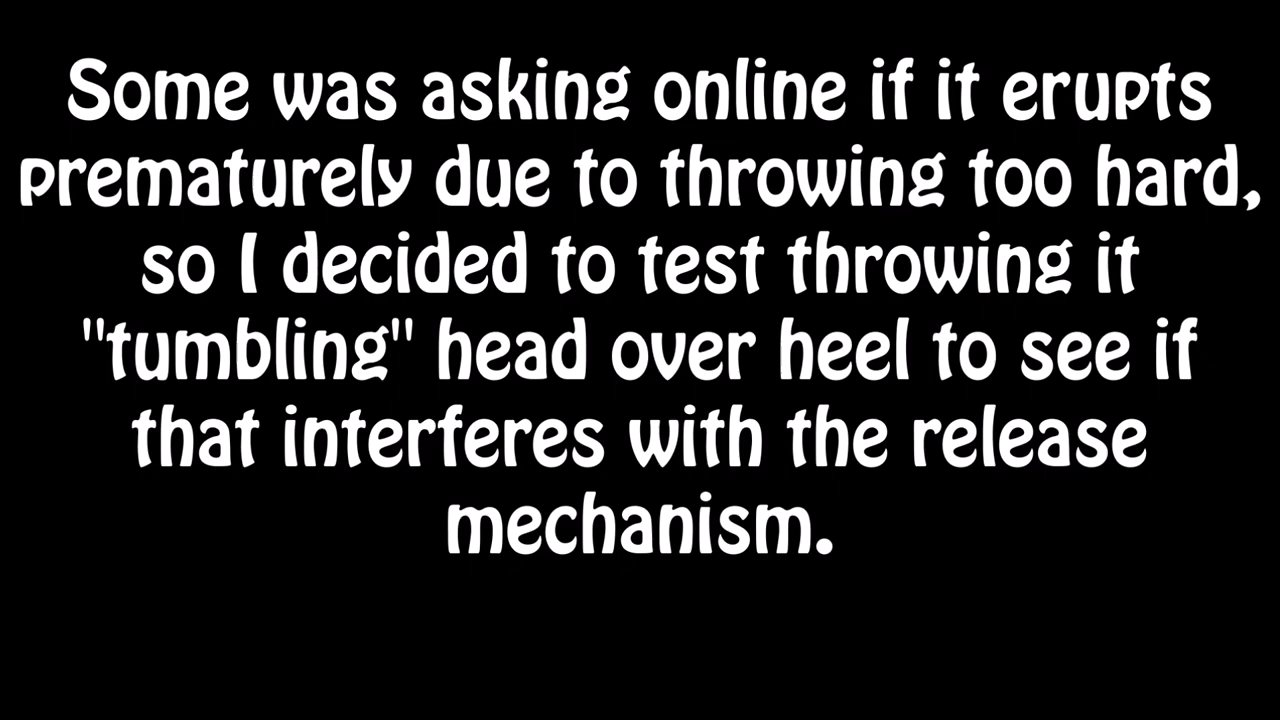 Some was asking online if it erupts
prematurely due to throwing too hard,
so I decided to test throwing it
"tumbling" head over heel to see if
that interferes with the release
mechanism.